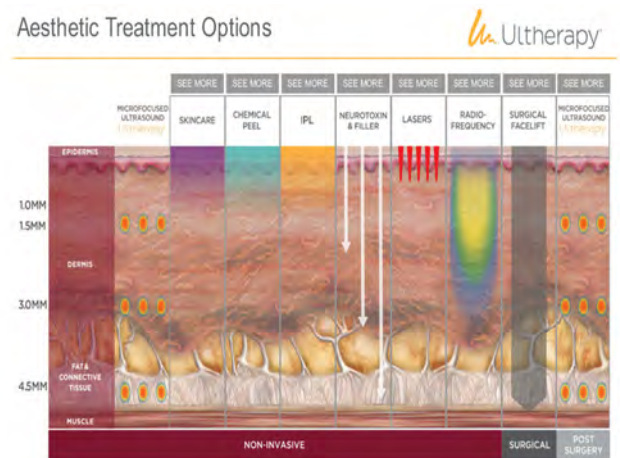 Aesthetic Treatment Options
Ultherapy
SEE MORE
SEE MORE
SEE MORE
SEE MORE
SEE MORE
SEE MORE
SEE MORE
SEE MORE
MICROFOCUSED
ULTRASOUND
Ultherapy
SKINCARE
CHEMICAL
PEEL
IPL
NEUROTOXIN
& FILLER
LASERS
RADIO-
FREQUENCY
SURGICAL
FACELIFT
MICROFOCUSED
ULTRASOUND
Ultherapy
EPIDERMIS
1.0MM
1.5MM
DERMIS
3.0MM
FAT &
CONNECTIVE
TISSUE
4.5MM
MUSCLE
NON-INVASIVE
SURGICAL
POST
SURGERY